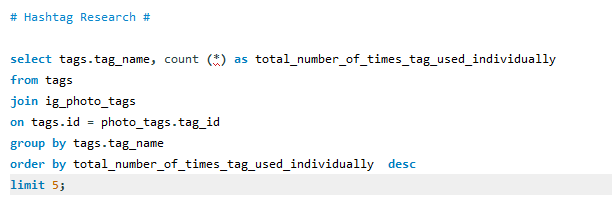 # Hashtag Research #
select tags.tag_name, count (*) as total_number_of_times_tag_used_individually
from tags
join ig_photo_tags
on tags.id = photo_tags.tag_id
group by tags.tag_name
order by total_number_of_times_tag_used_individually  desc
limit 5;